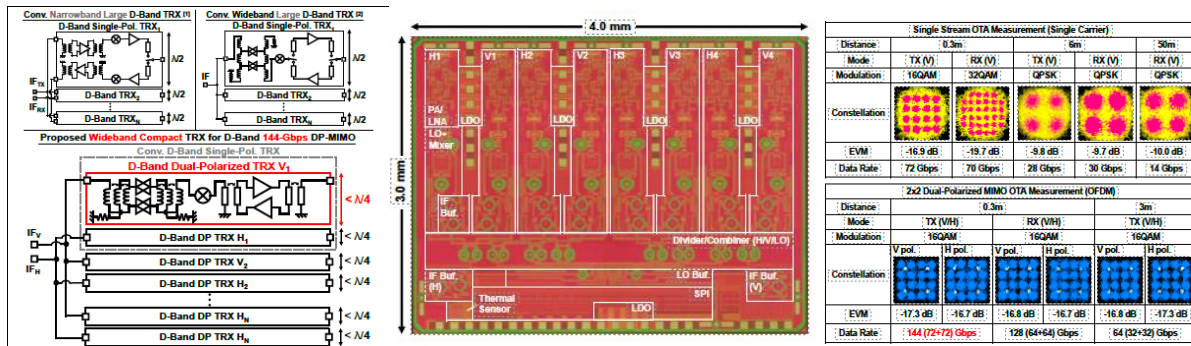 Conv. Narrowband Large D-Band TRX [1]
D-Band Single-Pol. TRX1
λ/2
IFTX
IFRX
D-Band TRX2
λ/2
D-Band TRXN
λ/2
Conv. Wideband Large D-Band TRX [2]
D-Band Single-Pol. TRX1
λ/2
IF
D-Band TRX2
λ/2
D-Band TRXN
λ/2
Proposed Wideband Compact TRX for D-Band 144-Gbps DP-MIMO
Conv. D-Band Single-Pol. TRX
D-Band Dual-Polarized TRX V1
< λ/4
IFV
IFH
D-Band DP TRX H1
< λ/4
D-Band DP TRX V2
< λ/4
D-Band DP TRX H2
< λ/4
D-Band DP TRX HN
< λ/4
D-Band DP TRX HN
< λ/4
4.0 mm
3.0 mm
H1 V1 H2 V2 H3 V3 H4 V4
PA/
LNA
LDO LDO LDO LDO
LO+
Mixer
IF
Buf.
Divider/Combiner (H/V/LO)
IF Buf.
(H)
LO Buf.
IF Buf.
(V)
SPI
Thermal
Sensor
LDO
Single Stream OTA Measurement (Single Carrier)
Distance 0.3m 6m 50m
Mode TX (V) RX (V) TX (V) RX (V) RX (V)
Modulation 16QAM 32QAM QPSK QPSK QPSK
Constellation
EVM -16.9 dB -19.7 dB -9.8 dB -9.7 dB -10.0 dB
Data Rate 72 Gbps 70 Gbps 28 Gbps 30 Gbps 14 Gbps
2x2 Dual-Polarized MIMO OTA Measurement (OFDM)
Distance 0.3m 3m
Mode TX (V/H) RX (V/H) TX (V/H)
Modulation 16QAM 16QAM 16QAM
V pol. H pol. V pol. H pol. V pol. H pol.
Constellation
EVM -17.3 dB -16.7 dB -16.8 dB -16.7 dB -16.8 dB -17.3 dB
Data Rate 144 (72+72) Gbps 128 (64+64) Gbps 64 (32+32) Gbps